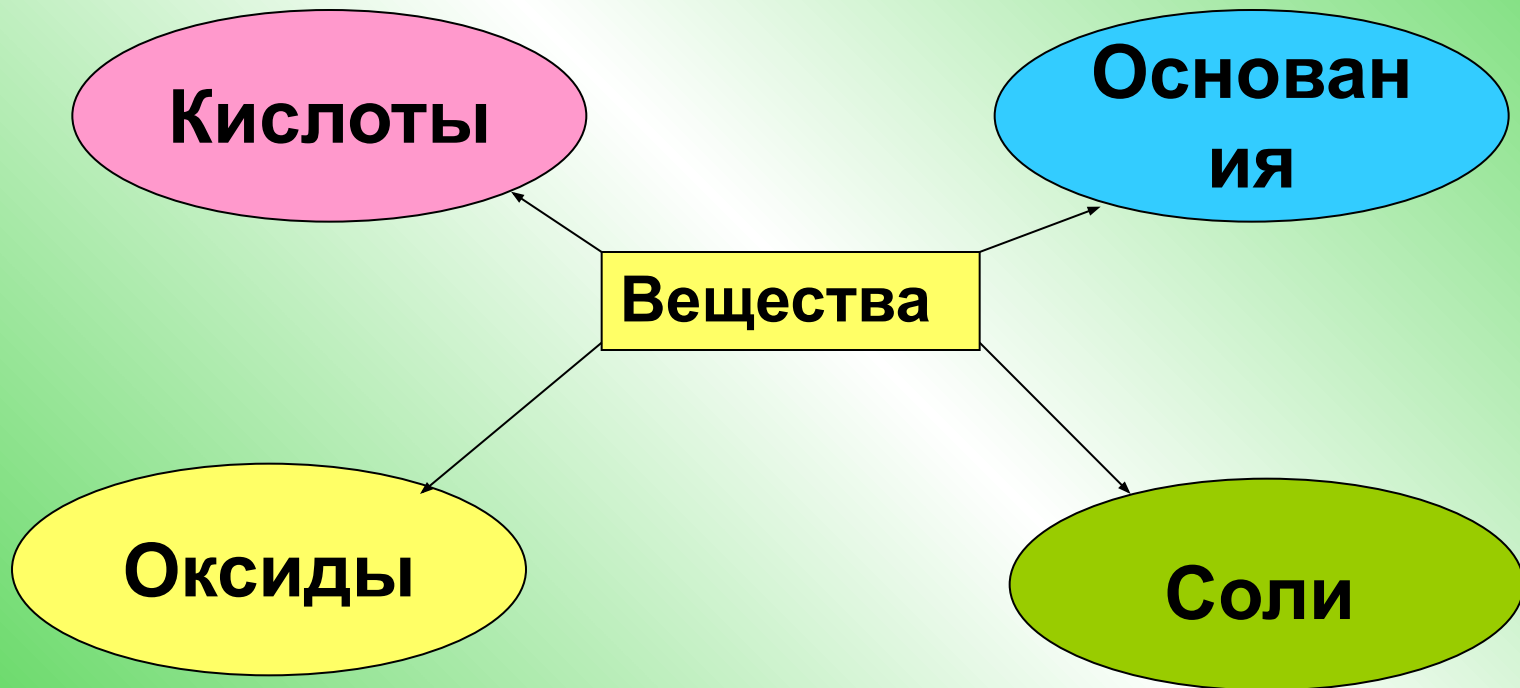 Кислоты
Основан
ия
Вещества
Оксиды
Соли